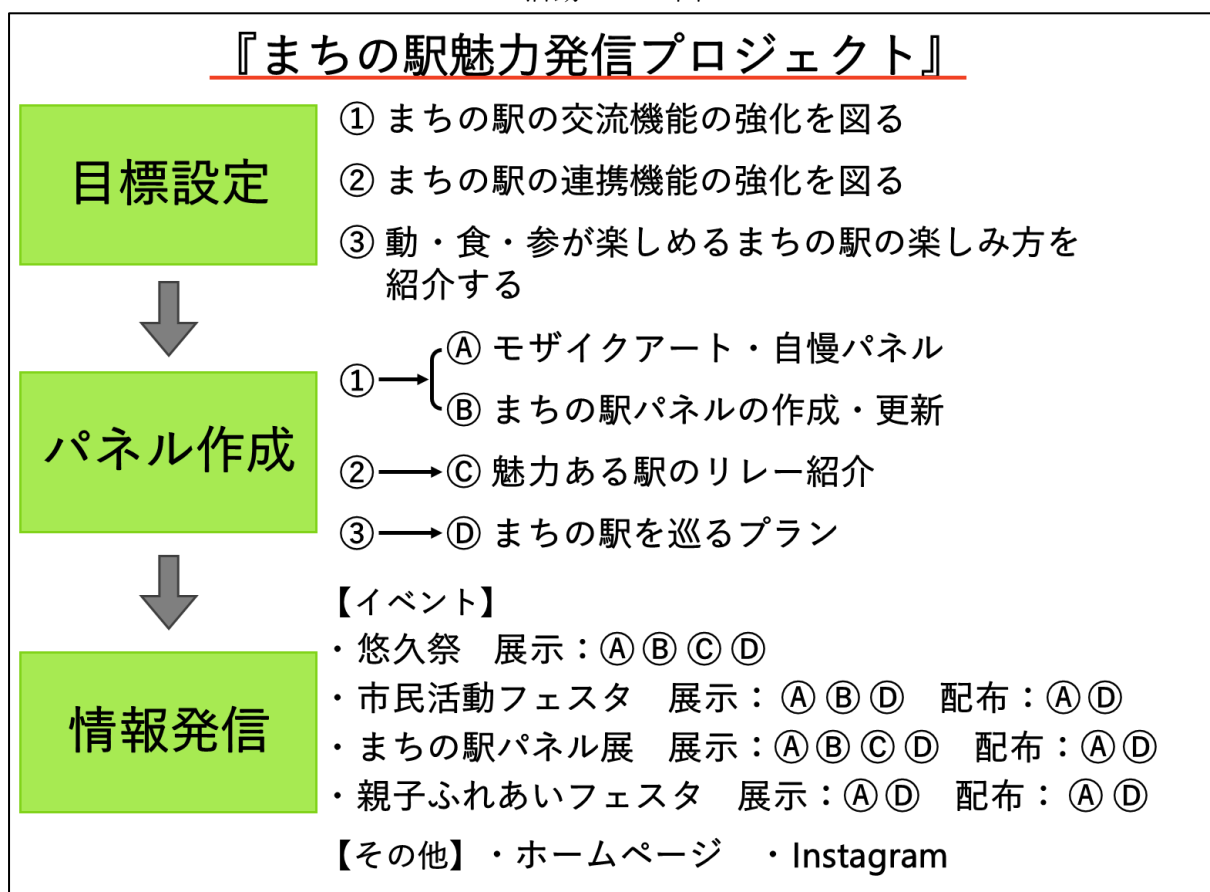 『まちの駅魅力発信プロジェクト』
目標設定
① まちの駅の交流機能の強化を図る
② まちの駅の連携機能の強化を図る
③ 動・食・参が楽しめるまちの駅の楽しみ方を
紹介する
パネル作成
①→Ⓐ モザイクアート・自慢パネル
Ⓑ まちの駅パネルの作成・更新
②→Ⓒ 魅力ある駅のリレー紹介
③→Ⓓ まちの駅を巡るプラン
情報発信
【イベント】
・悠久祭 展示：ⒶⒷⒸⒹ
・市民活動フェスタ 展示：ⒶⒷⒹ 配布：ⒶⒹ
・まちの駅パネル展 展示：ⒶⒷⒸⒹ 配布：ⒶⒹ
・親子ふれあいフェスタ 展示：ⒶⒹ 配布：ⒶⒹ
【その他】・ホームページ ・Instagram